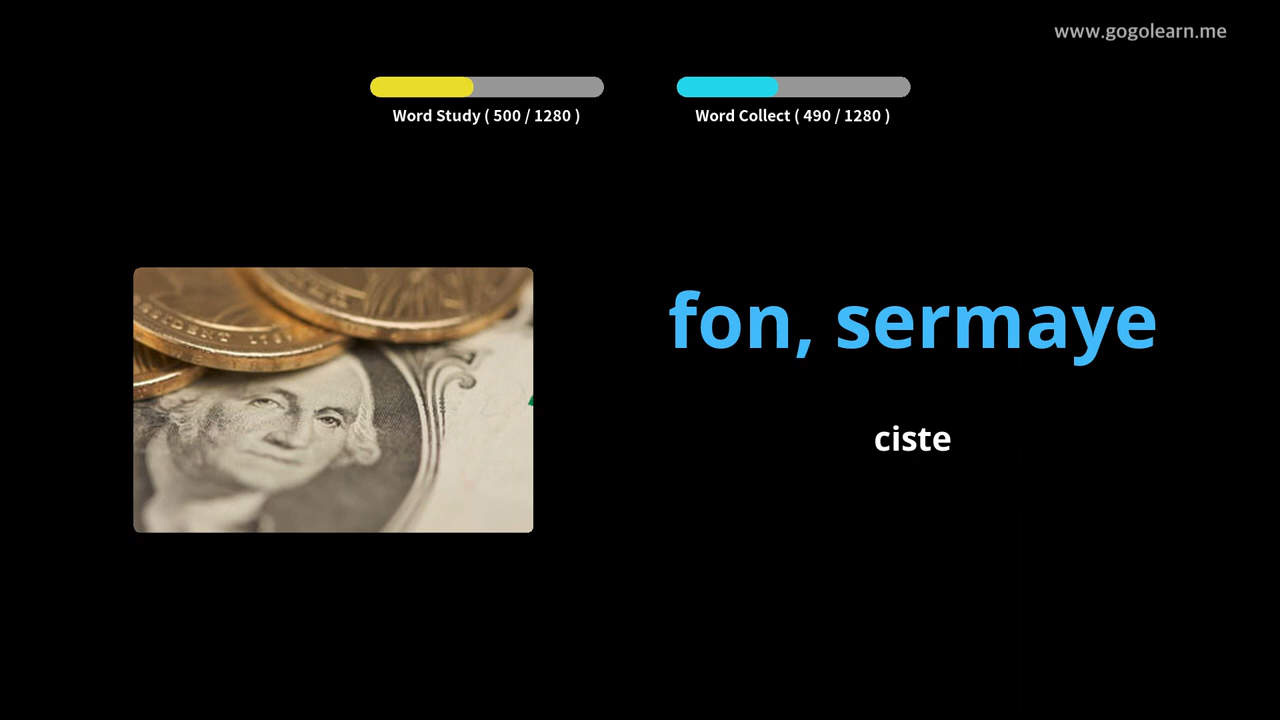 www.gogolearn.me
Word Study ( 500 / 1280 )
Word Collect ( 490 / 1280 )
fon, sermaye
ciste